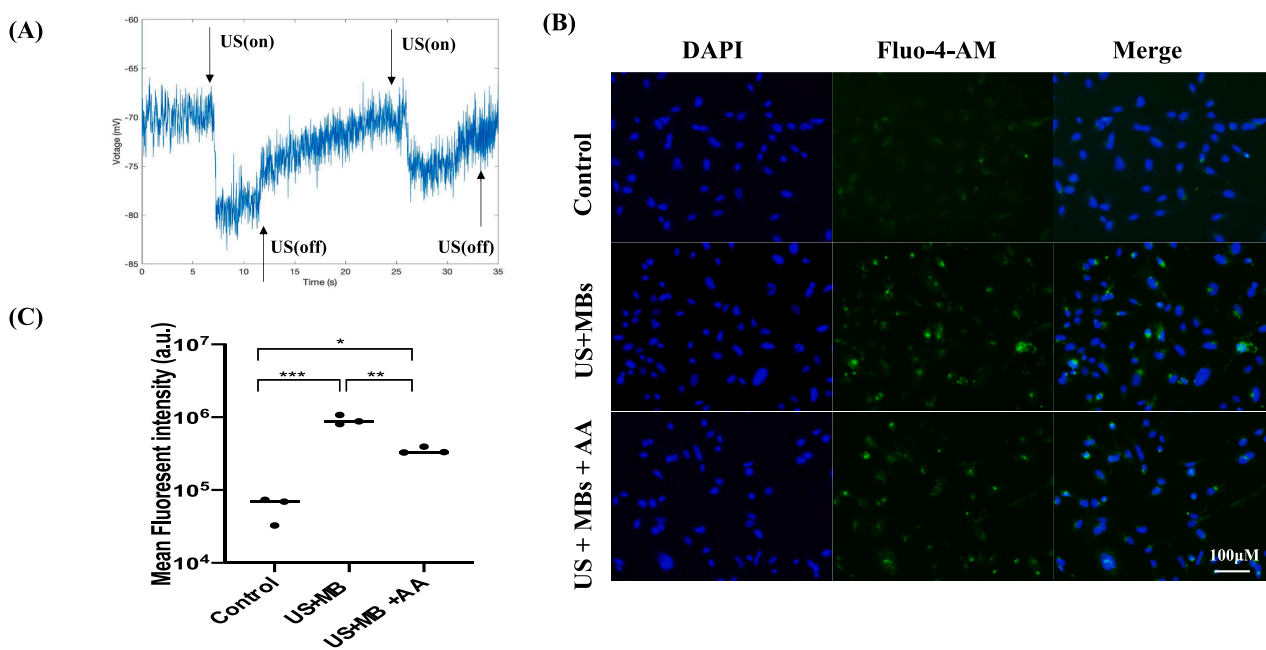 (A)
US(on)
US(on)
-60
-65
-70
-75
-80
-85
Votage (mV)
0
5
10
15
20
25
30
35
Time (s)
US(off)
US(off)
(B)
DAPI
Fluo-4-AM
Merge
Control
US+MBs
US + MBs + AA
100µM
(C)
Mean Fluoresent intensity (a.u.)
10⁷
10⁶
10⁵
10⁴
*
***
**
Control
US+MB
US+MB +AA